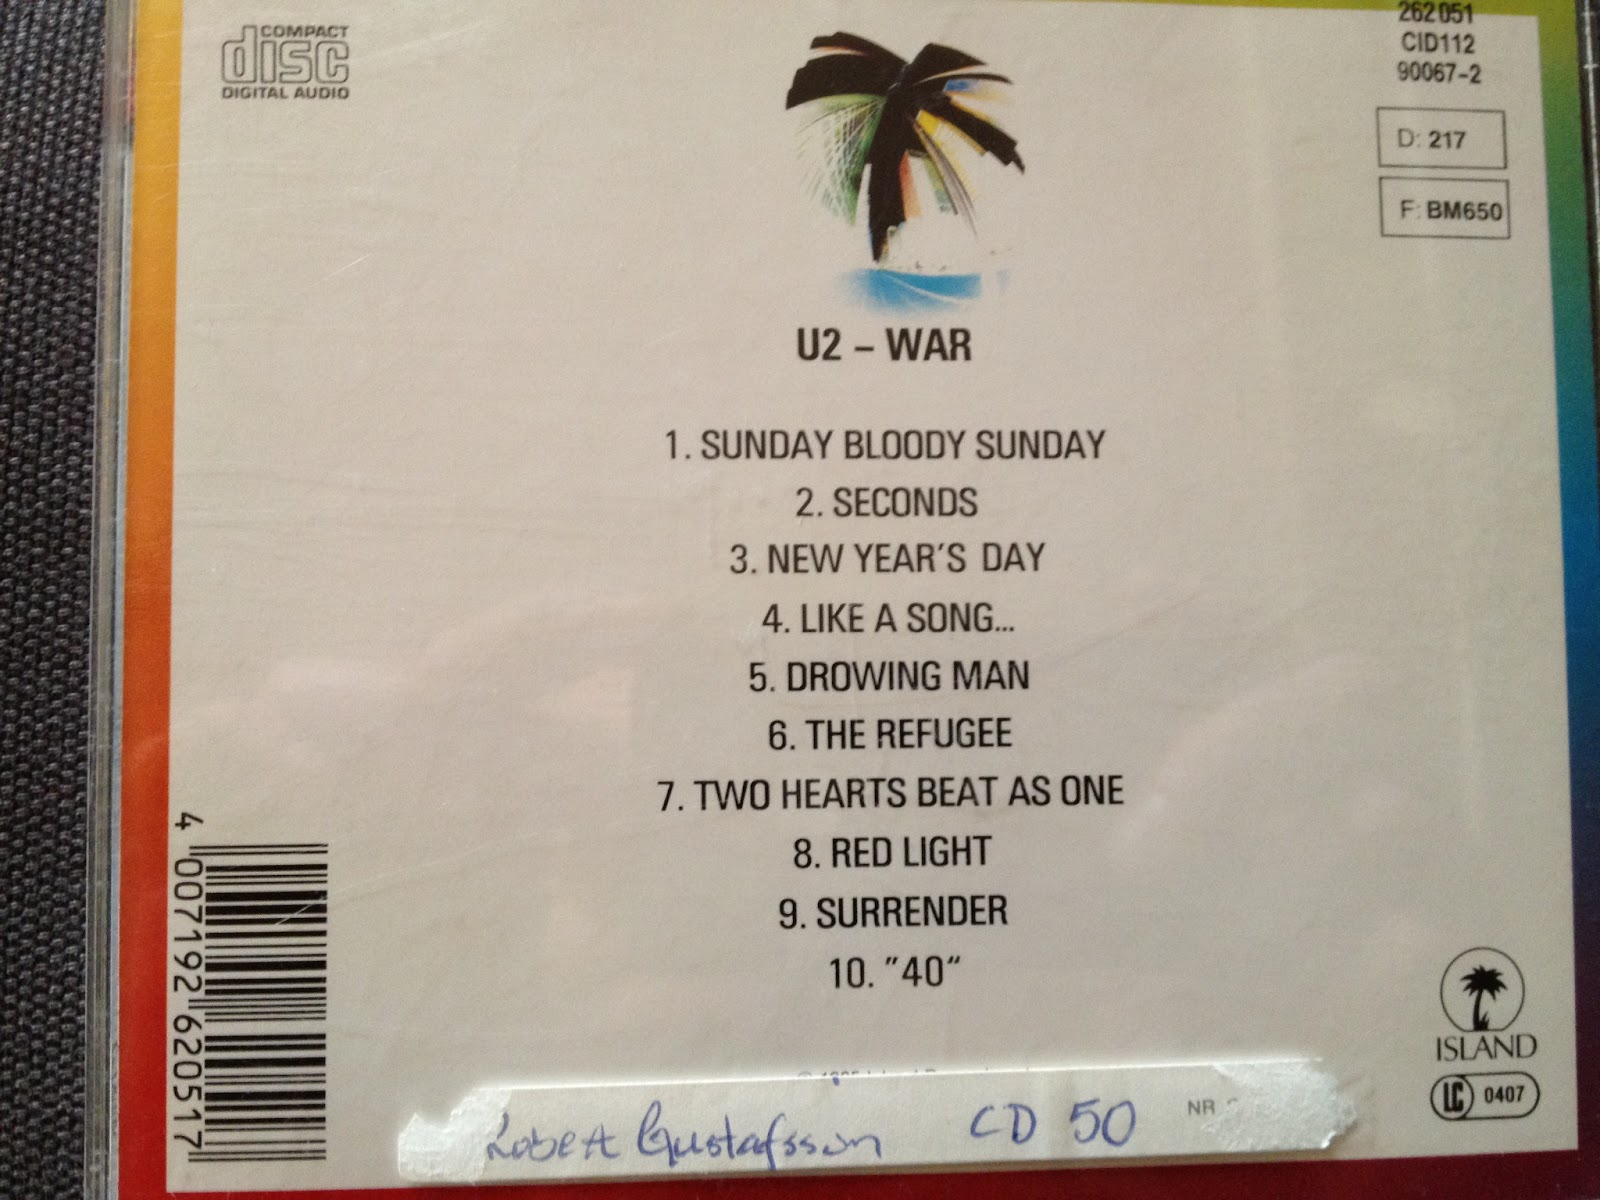 COMPACT
disc
DIGITAL AUDIO
262 051
CID112
90067-2
D: 217
F: BM650
U2 – WAR
1. SUNDAY BLOODY SUNDAY
2. SECONDS
3. NEW YEAR'S DAY
4. LIKE A SONG...
5. DROWING MAN
6. THE REFUGEE
7. TWO HEARTS BEAT AS ONE
8. RED LIGHT
9. SURRENDER
10. "40"
4 007192 620517
ISLAND
LC 0407
Robert Gustafsson CD 50 NR